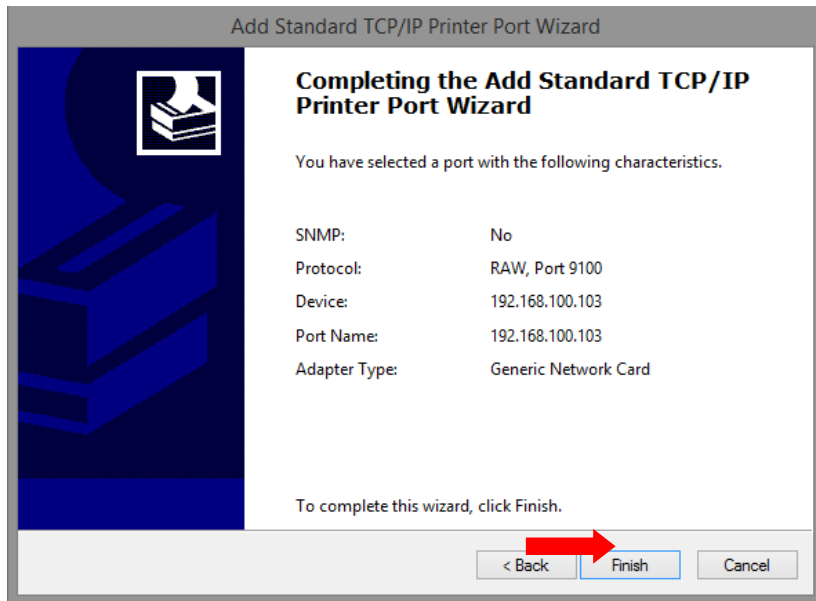 Add Standard TCP/IP Printer Port Wizard
Completing the Add Standard TCP/IP
Printer Port Wizard
You have selected a port with the following characteristics.
SNMP: No
Protocol: RAW, Port 9100
Device: 192.168.100.103
Port Name: 192.168.100.103
Adapter Type: Generic Network Card
To complete this wizard, click Finish.
< Back Finish Cancel